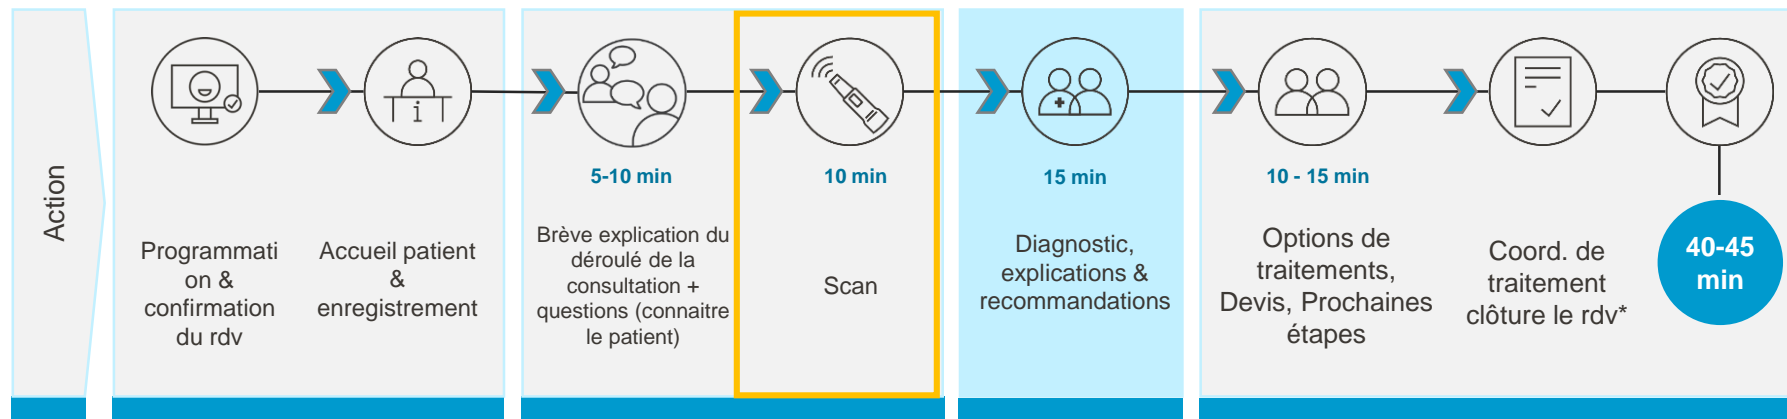 Action
Programmati
on &
confirmation
du rdv
i
Accueil patient
&
enregistrement
5-10 min
Brève explication du
déroulé de la
consultation +
questions (connaitre
le patient)
10 min
Scan
15 min
Diagnostic,
explications &
recommandations
10 - 15 min
Options de
traitements,
Devis, Prochaines
étapes
Coord. de
traitement
clôture le rdv*
40-45
min